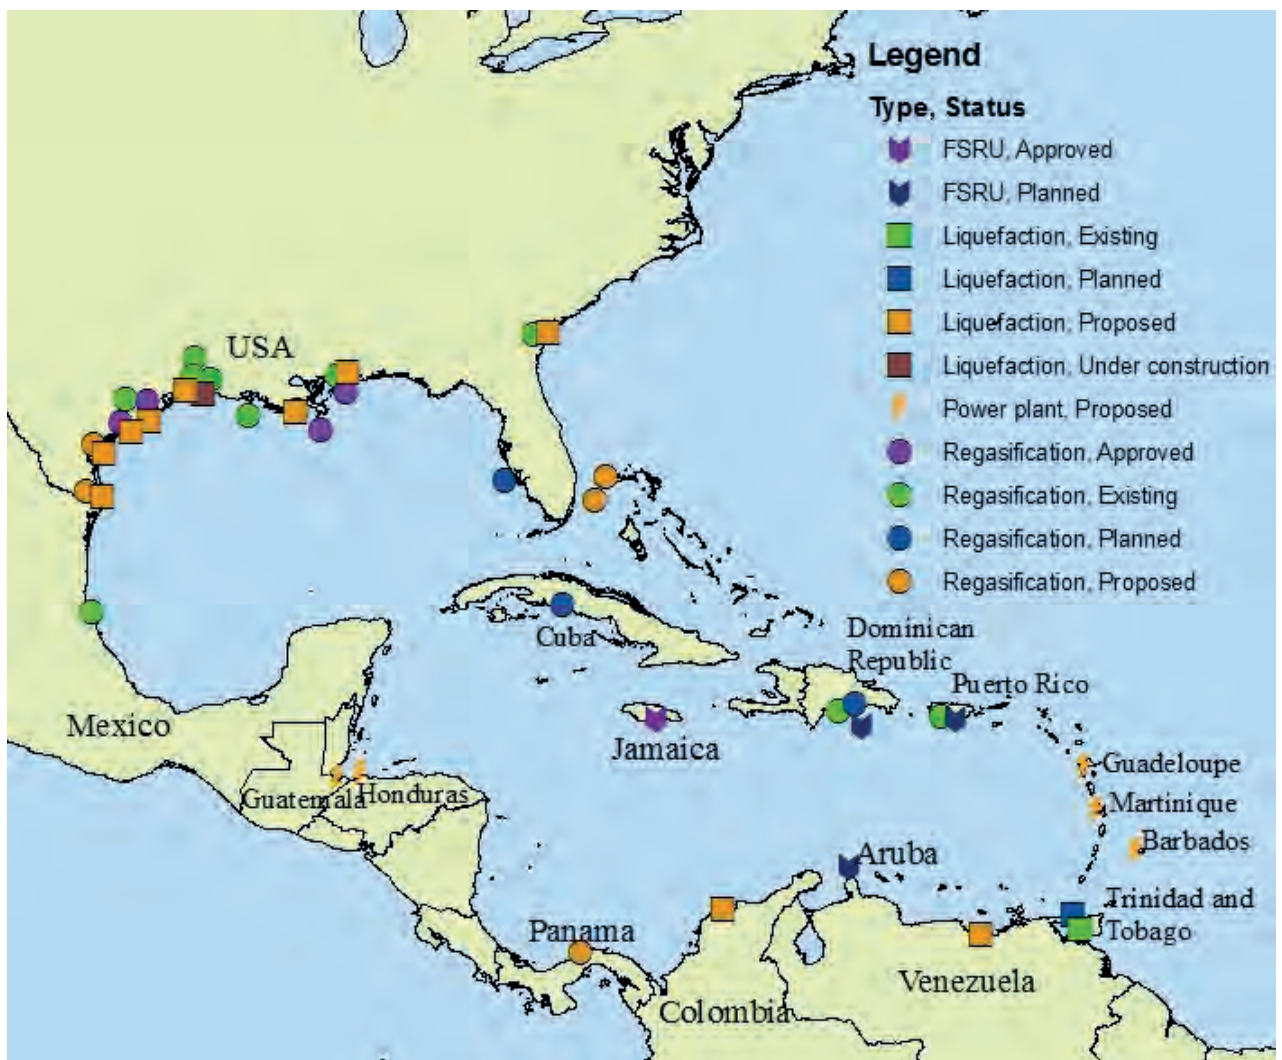 Legend
Type, Status
FSRU, Approved
FSRU, Planned
Liquefaction, Existing
Liquefaction, Planned
Liquefaction, Proposed
Liquefaction, Under construction
Power plant, Proposed
Regasification, Approved
Regasification, Existing
Regasification, Planned
Regasification, Proposed
USA
Cuba
Dominican
Republic
Puerto Rico
Mexico
Jamaica
Guadeloupe
Guatemala
Honduras
Martinique
Barbados
Aruba
Trinidad and
Tobago
Panama
Venezuela
Colombia